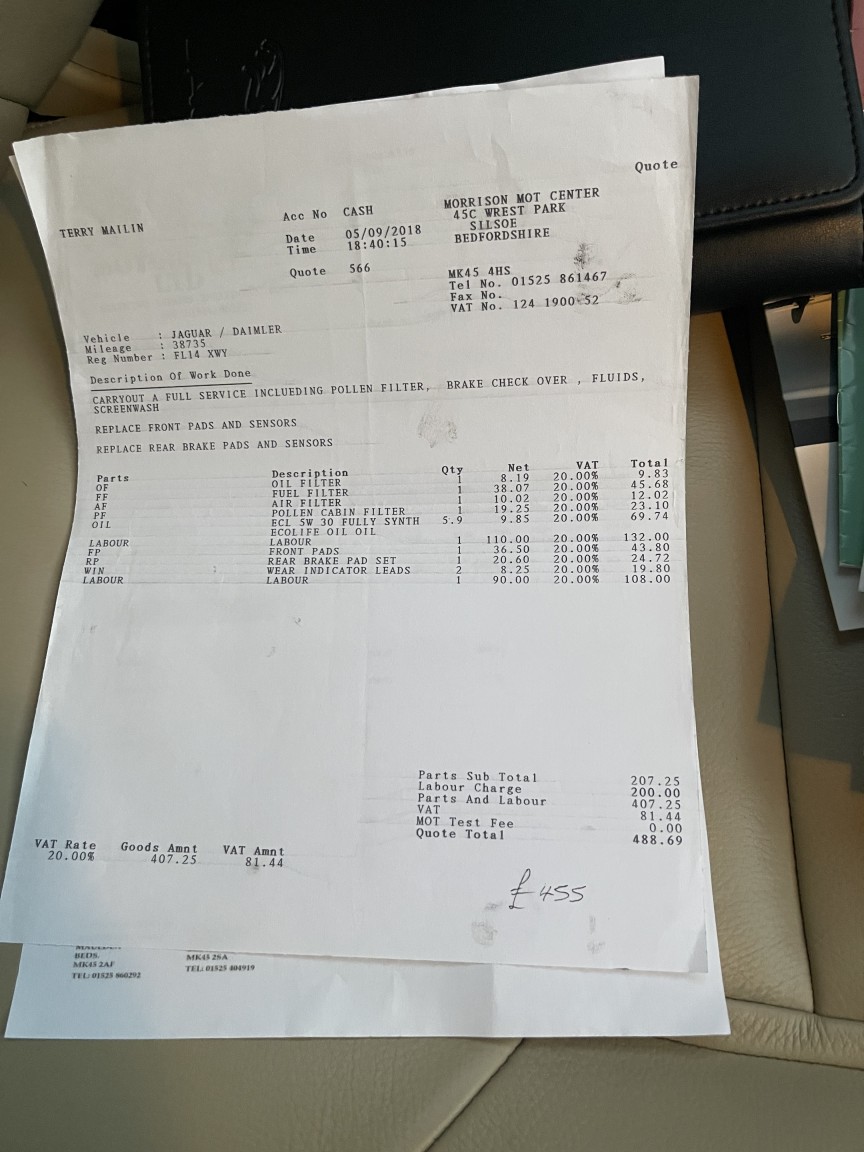 Quote
TERRY MAILIN
Acc No CASH
Date 05/09/2018
Time 18:40:15
Quote 566
MORRISON MOT CENTER
45C WREST PARK
SILSOE
BEDFORDSHIRE
MK45 4HS
Tel No. 01525 861467
Fax No.
VAT No. 124 1900 52
Vehicle : JAGUAR / DAIMLER
Mileage : 38735
Reg Number : FL14 XWY
Description Of Work Done
CARRYOUT A FULL SERVICE INCLUEDING POLLEN FILTER, BRAKE CHECK OVER , FLUIDS,
SCREENWASH
REPLACE FRONT PADS AND SENSORS
REPLACE REAR BRAKE PADS AND SENSORS
Parts Description Qty Net VAT Total
OF OIL FILTER 1 8.19 20.00% 9.83
FF FUEL FILTER 1 38.07 20.00% 45.68
AF AIR FILTER 1 10.02 20.00% 12.02
PF POLLEN CABIN FILTER 1 19.25 20.00% 23.10
OIL ECL 5W 30 FULLY SYNTH 5.9 9.85 20.00% 69.74
ECOLIFE OIL OIL
LABOUR LABOUR 1 110.00 20.00% 132.00
FP FRONT PADS 1 36.50 20.00% 43.80
RP REAR BRAKE PAD SET 1 20.60 20.00% 24.72
WIN WEAR INDICATOR LEADS 2 8.25 20.00% 19.80
LABOUR LABOUR 1 90.00 20.00% 108.00
Parts Sub Total 207.25
Labour Charge 200.00
Parts And Labour 407.25
VAT 81.44
MOT Test Fee 0.00
Quote Total 488.69
VAT Rate Goods Amnt VAT Amnt
20.00% 407.25 81.44
£455
BEDS.
MK45 2AF MK45 2SA
TEL: 01525 860292 TEL: 01525 404919